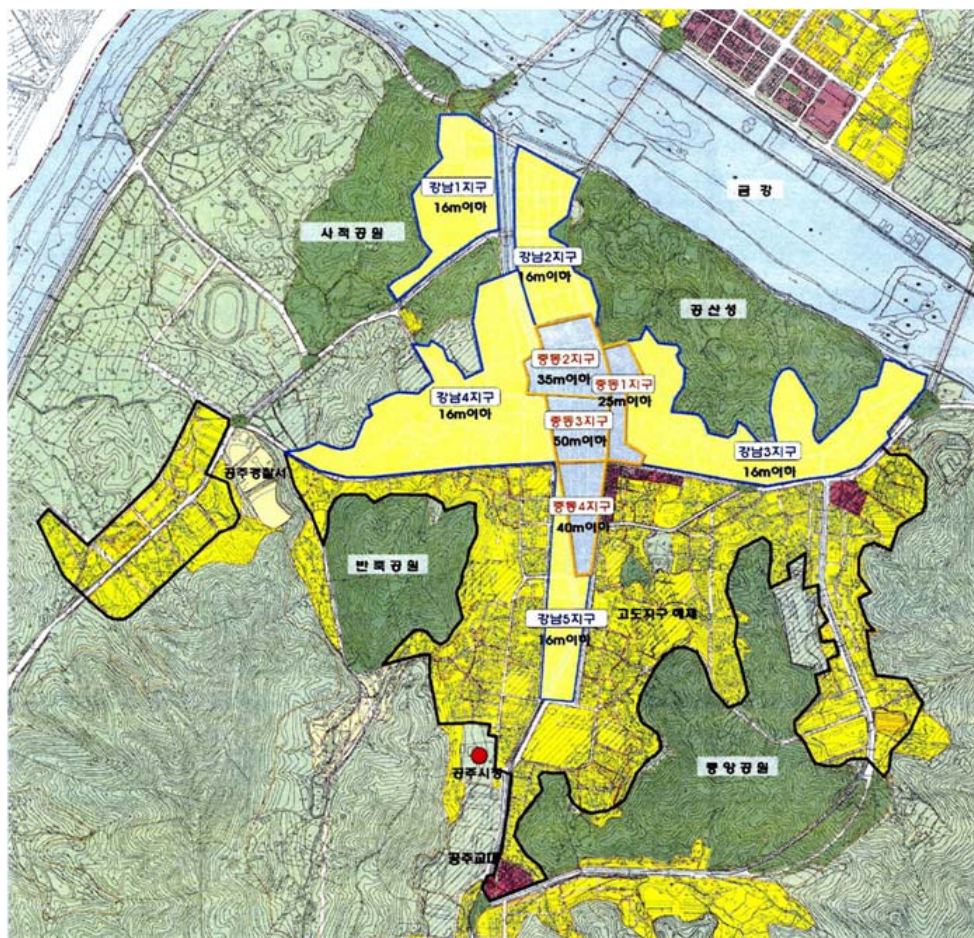 금강
강남1지구
16m이하
사적공원
강남2지구
16m이하
공산성
중동2지구
35m이하
중동1지구
25m이하
강남4지구
16m이하
중동3지구
50m이하
강남3지구
16m이하
공주경찰서
중동4지구
40m이하
반죽공원
강남5지구
16m이하
고도지구 해제
공주시청
중앙공원
공주교대